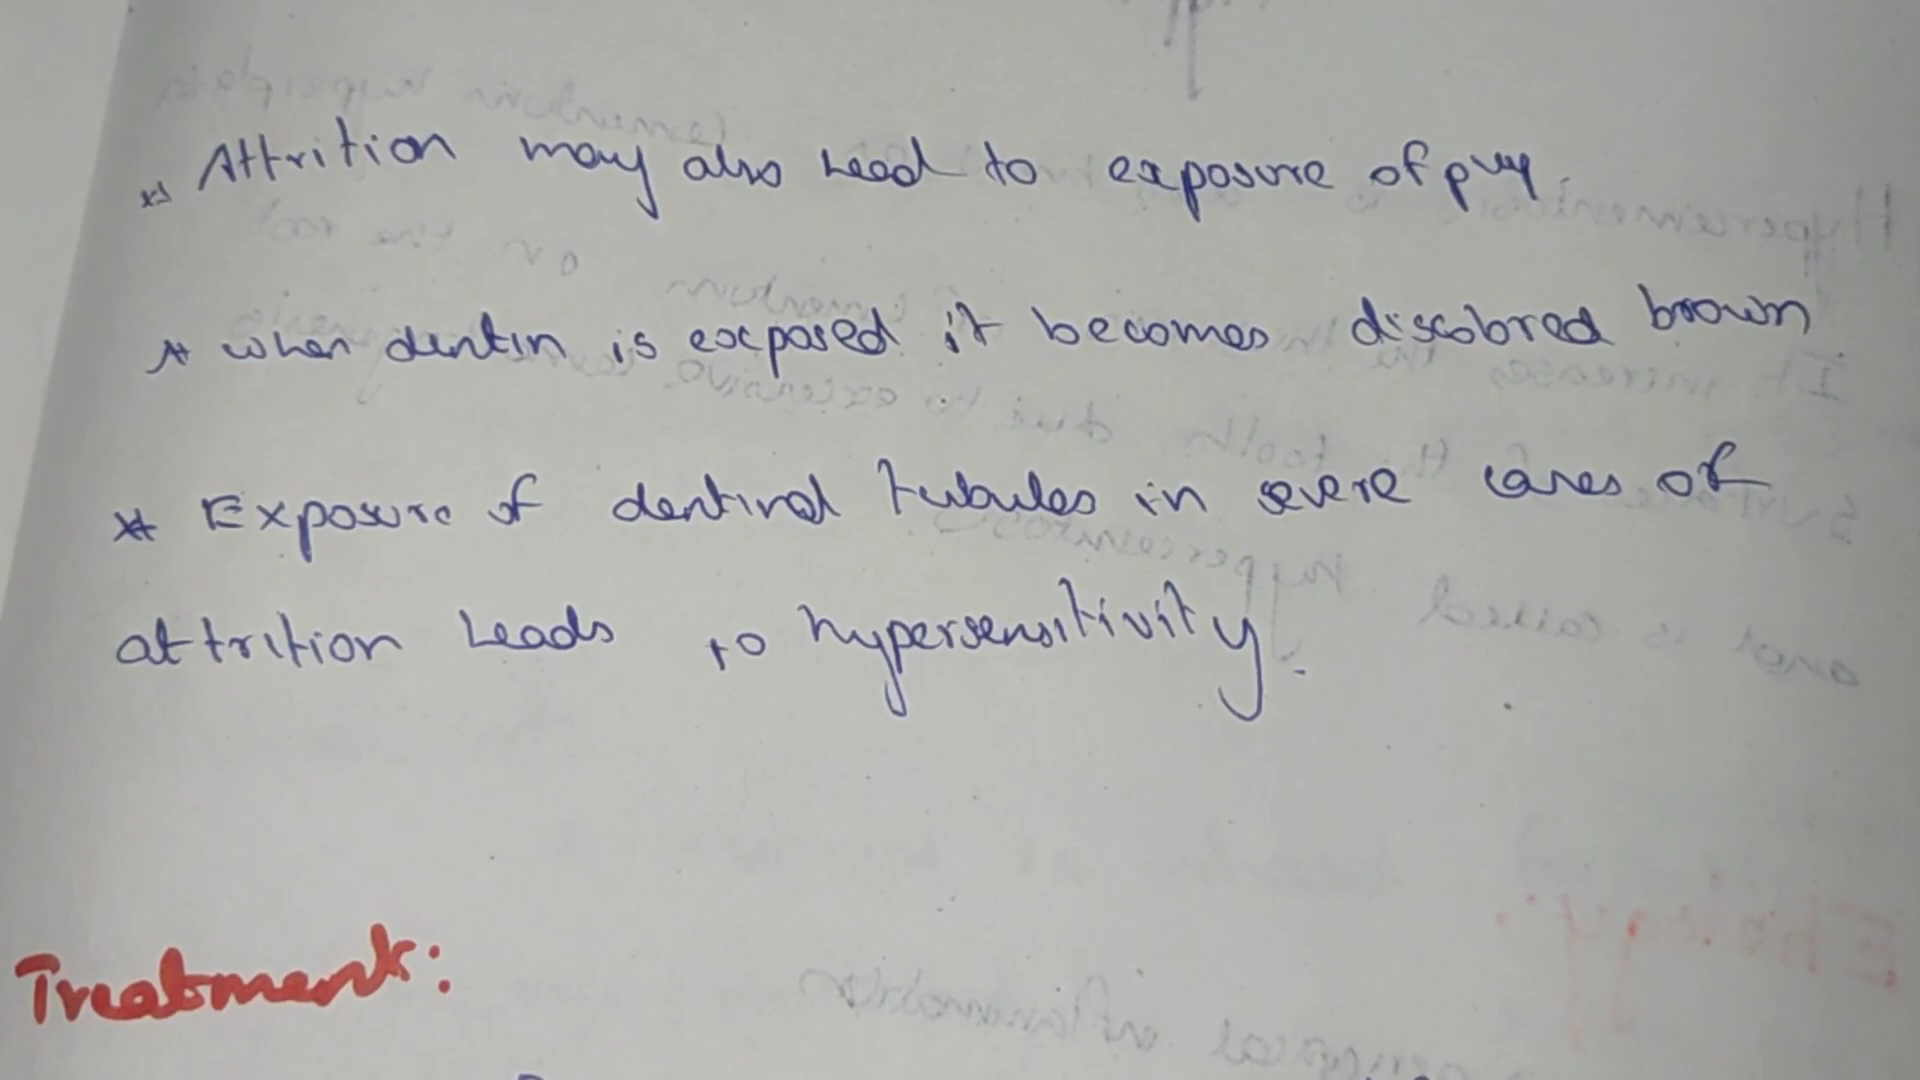 * Attrition may also lead to exposure of pulp.
* when dentin is exposed it becomes discolored brown
* Exposure of dentinal tubules in severe cases of
attrition leads to hypersensitivity.
Treatment: